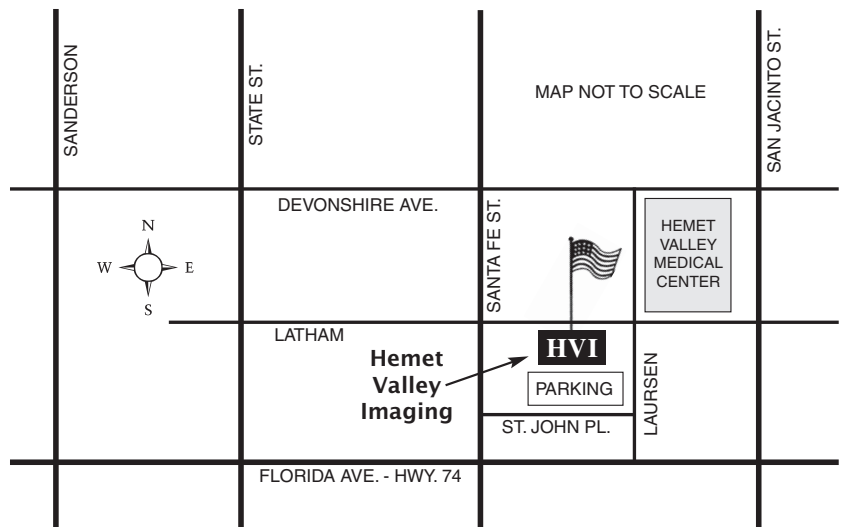 SANDERSON
STATE ST.
MAP NOT TO SCALE
SAN JACINTO ST.
DEVONSHIRE AVE.
SANTA FE ST.
HEMET
VALLEY
MEDICAL
CENTER
N
W
E
S
LATHAM
HVI
Hemet
Valley
Imaging
PARKING
LAURSEN
ST. JOHN PL.
FLORIDA AVE. - HWY. 74